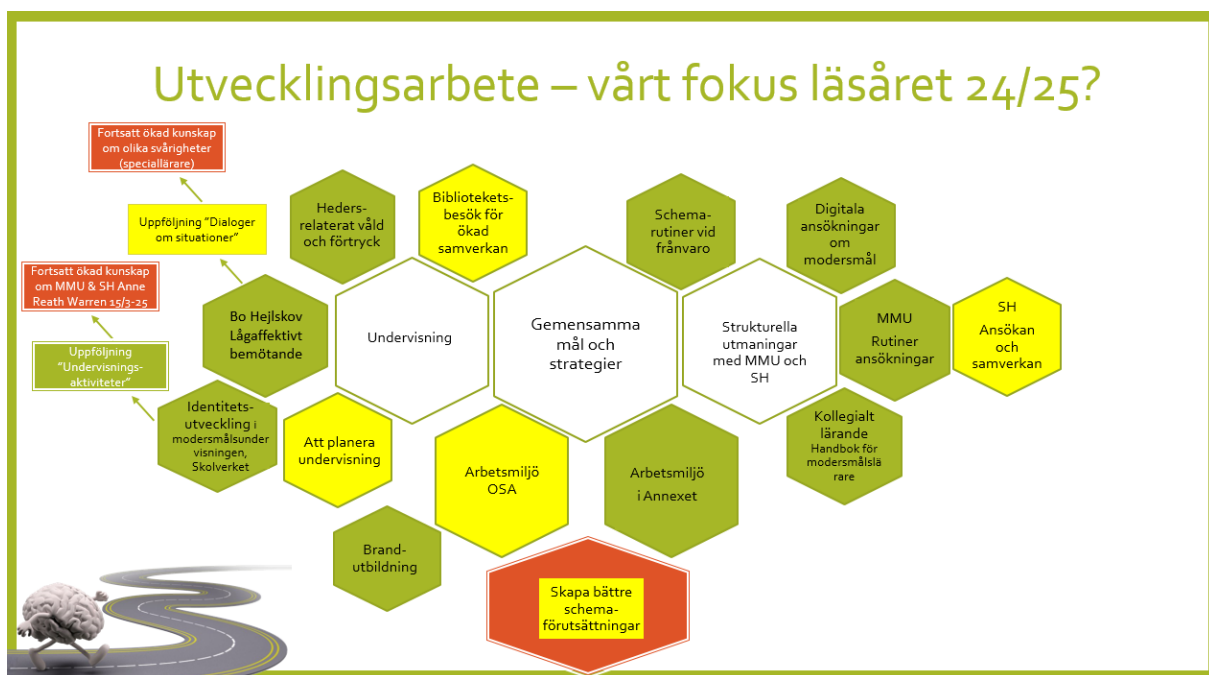 Utvecklingsarbete – vårt fokus läsåret 24/25?
Fortsatt ökad kunskap
om olika svårigheter
(speciallärare)
Uppföljning ”Dialoger
om situationer”
Fortsatt ökad kunskap
om MMU & SH Anne
Reath Warren 15/3-25
Uppföljning
”Undervisnings-
aktiviteter”
Heders-
relaterat våld
och förtryck
Bibliotekets-
besök för
ökad
samverkan
Schema-
rutiner vid
frånvaro
Digitala
ansökningar
om
modersmål
Bo Hejlskov
Lågaffektivt
bemötande
Undervisning
Gemensamma
mål och
strategier
Strukturella
utmaningar
med MMU och
SH
MMU
Rutiner
ansökningar
SH
Ansökan
och
samverkan
Identitets-
utveckling i
modersmålsunder
visningen,
Skolverket
Att planera
undervisning
Arbetsmiljö
OSA
Arbetsmiljö
i Annexet
Kollegialt
lärande
Handbok för
modersmålslä
rare
Brand-
utbildning
Skapa bättre
schema-
förutsättningar